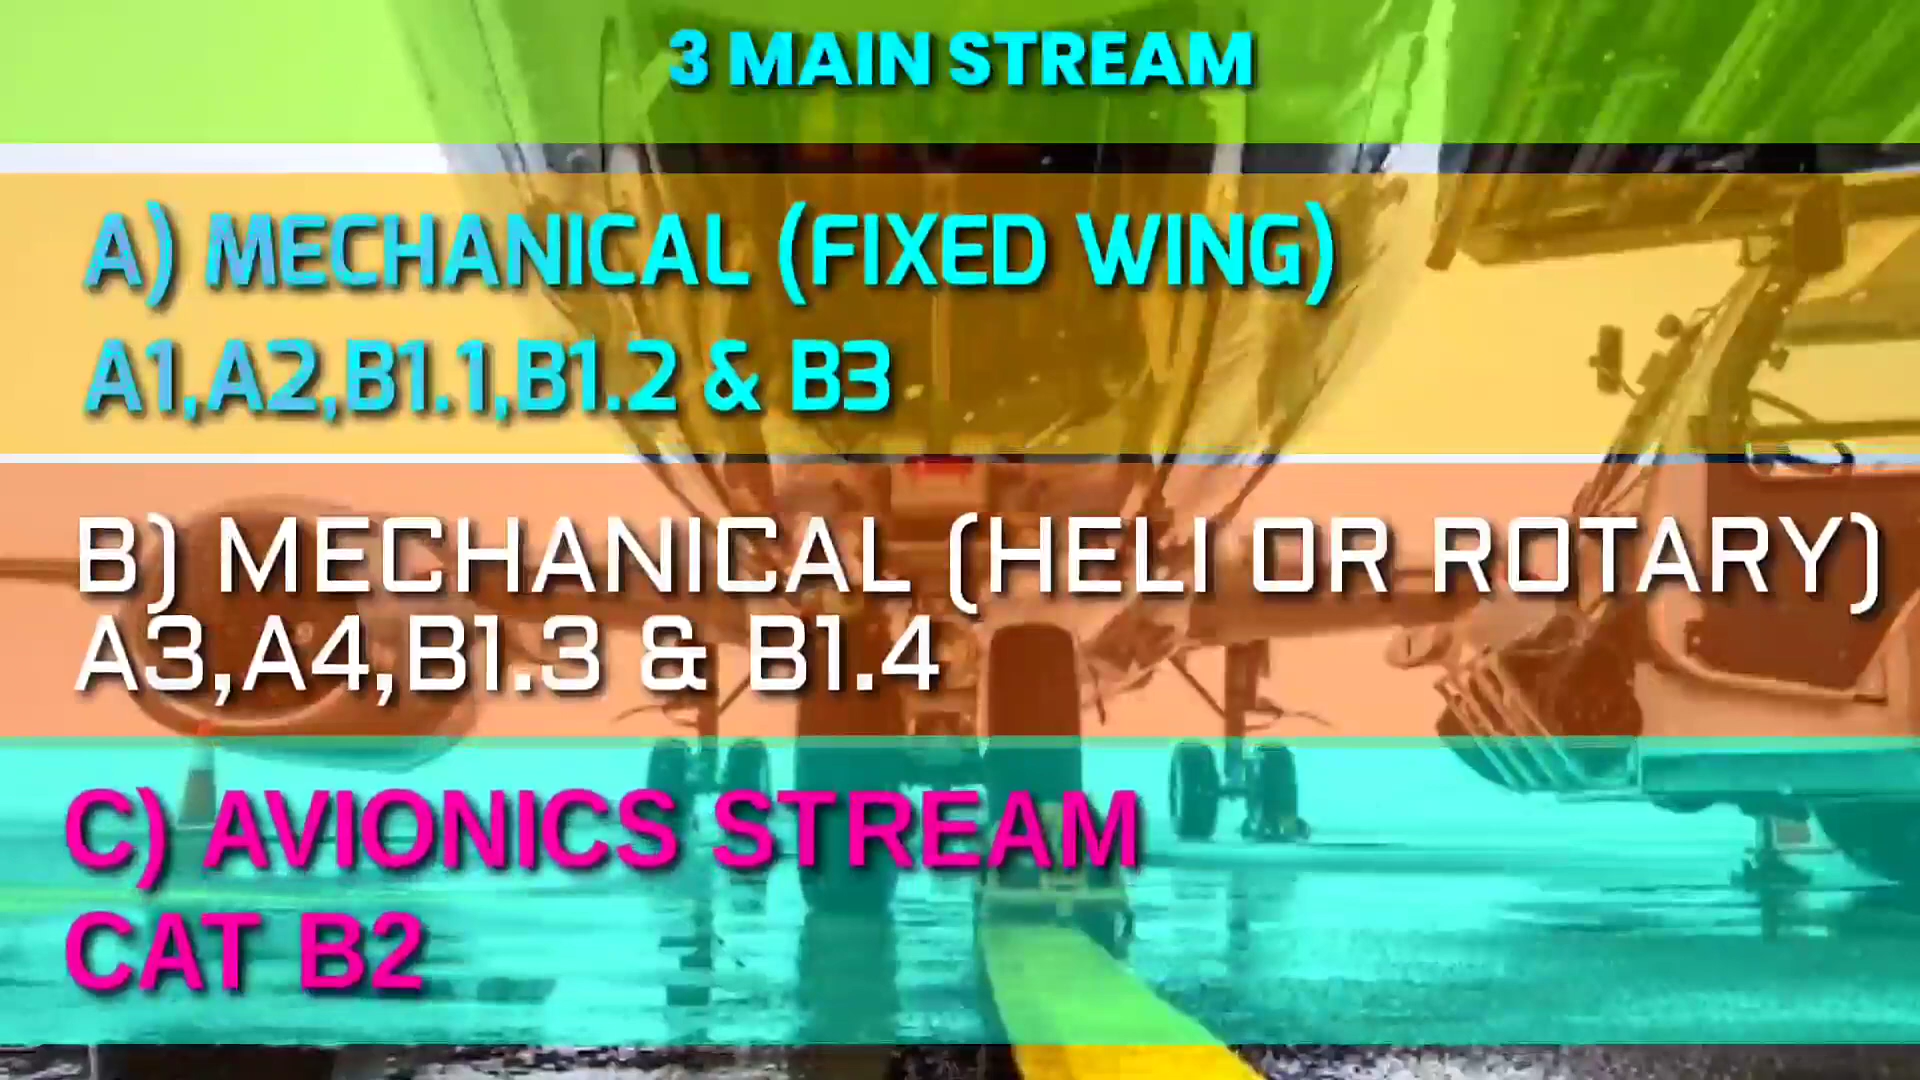 3 MAIN STREAM
A) MECHANICAL (FIXED WING)
A1,A2,B1.1,B1.2 & B3
B) MECHANICAL (HELI OR ROTARY)
A3,A4,B1.3 & B1.4
C) AVIONICS STREAM
CAT B2